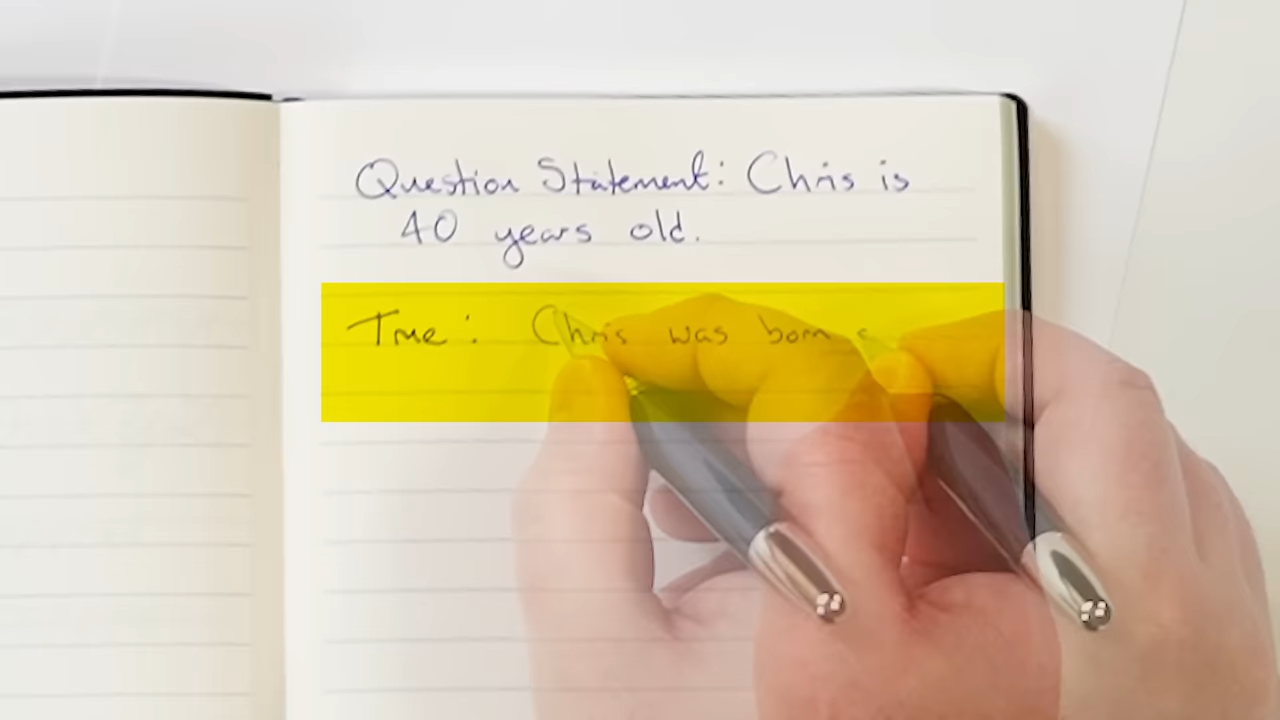 Question Statement: Chris is
40 years old.
True: Chris was born